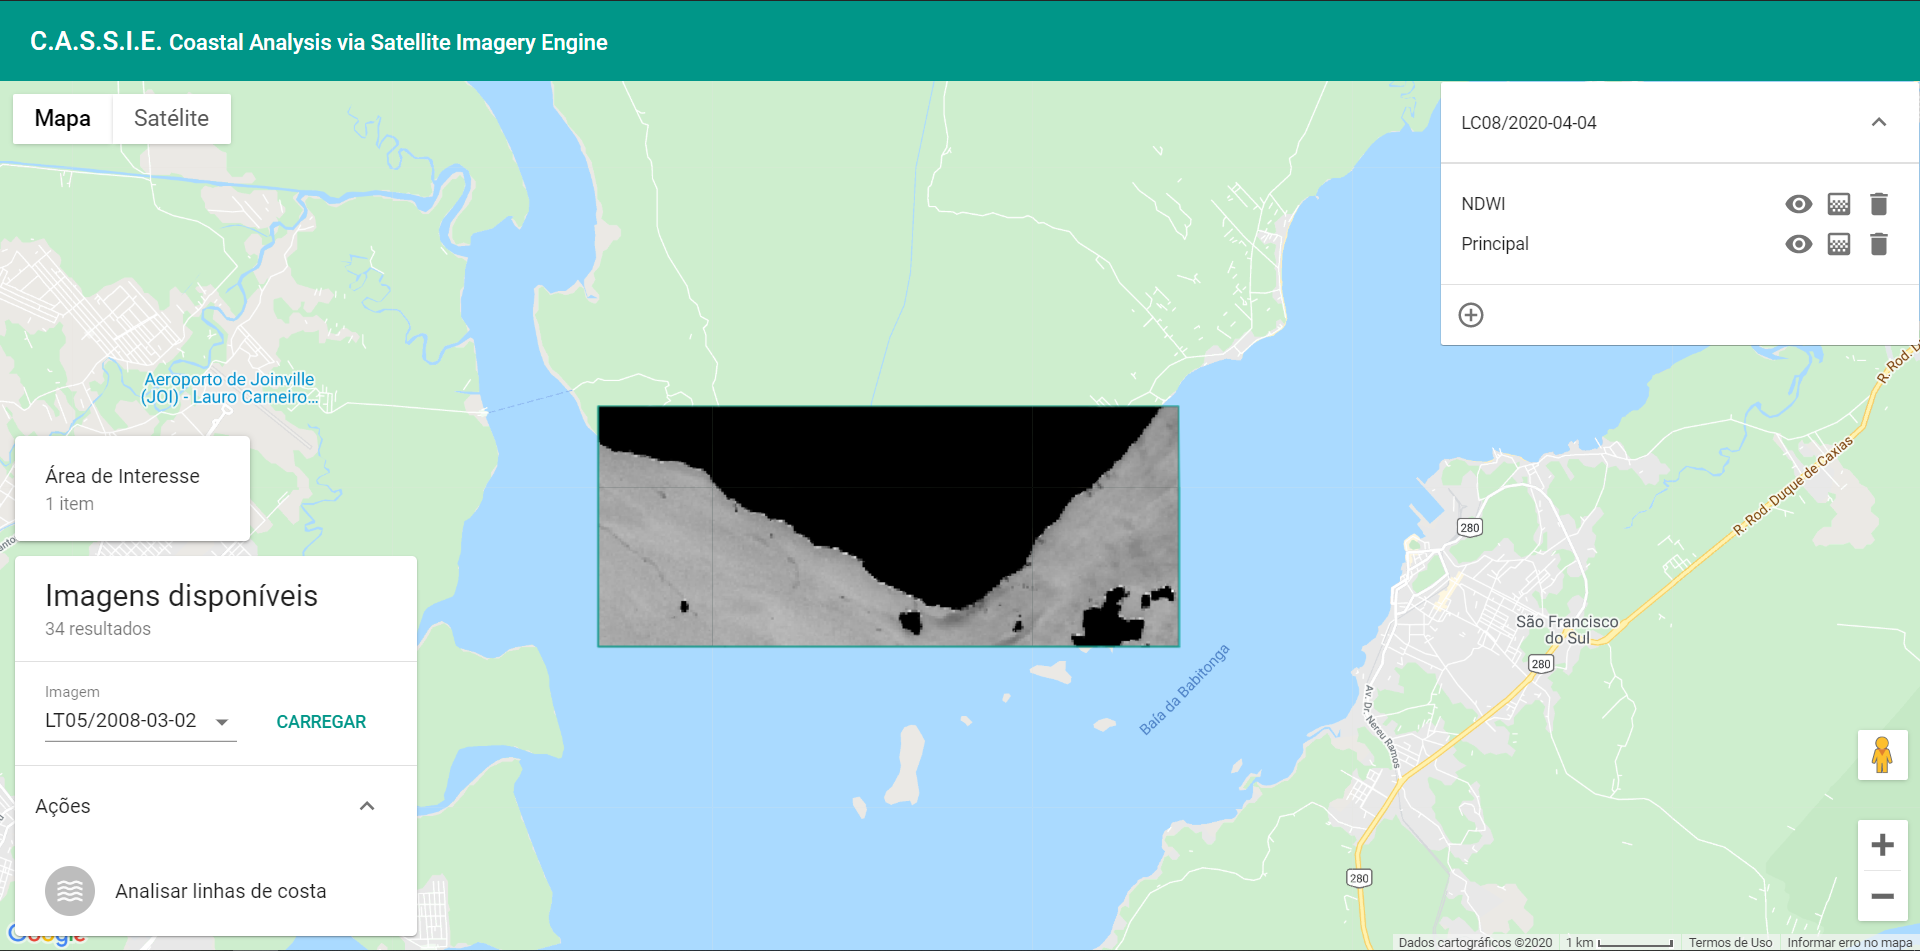 C.A.S.S.I.E. Coastal Analysis via Satellite Imagery Engine
Mapa
Satélite
LC08/2020-04-04
NDWI
Principal
R. Rod.
Aeroporto de Joinville
(JOI) - Lauro Carneiro...
Área de Interesse
1 item
R. Rod. Duque de Caxias
280
Imagens disponíveis
34 resultados
São Francisco
do Sul
280
Baía da Babitonga
Av. Dr. Nereu Ramos
Imagem
LT05/2008-03-02
CARREGAR
Ações
280
Analisar linhas de costa
Google
Dados cartográficos ©2020
1 km
Termos de Uso
Informar erro no mapa